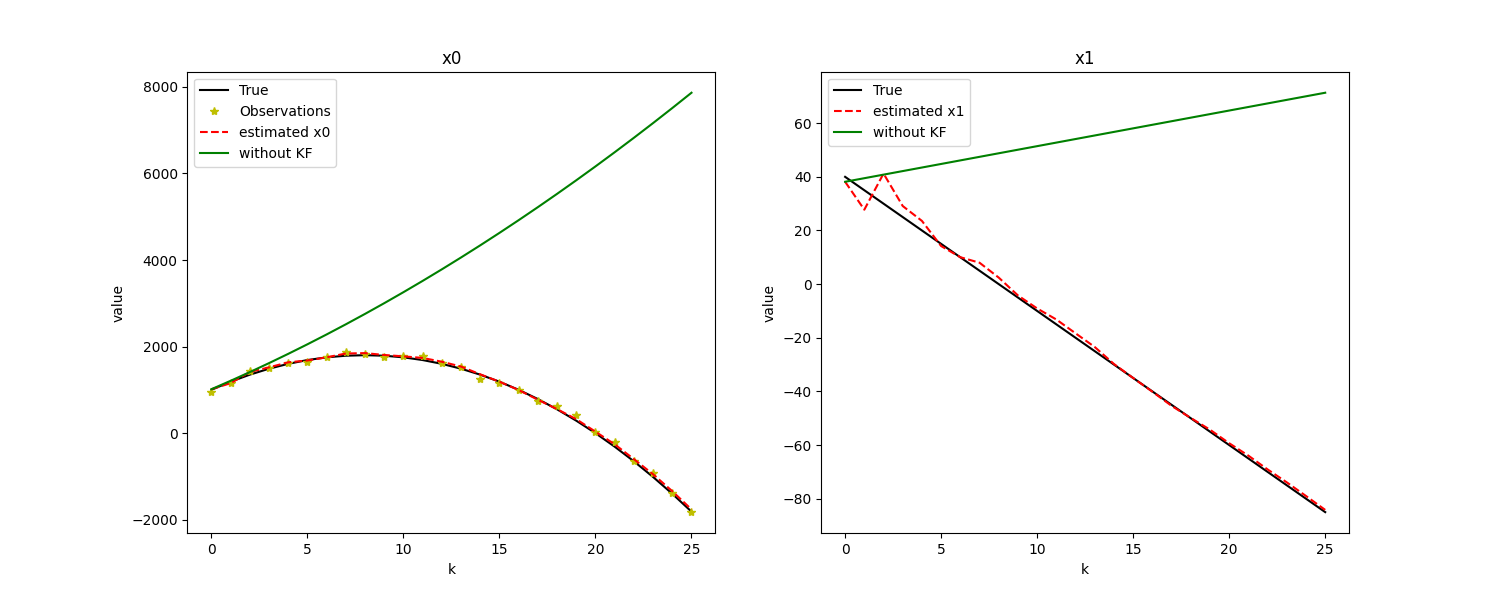 x0
True
Observations
estimated x0
without KF
8000
6000
4000
2000
0
−2000
value
0 5 10 15 20 25
k
x1
True
estimated x1
without KF
60
40
20
0
−20
−40
−60
−80
value
0 5 10 15 20 25
k